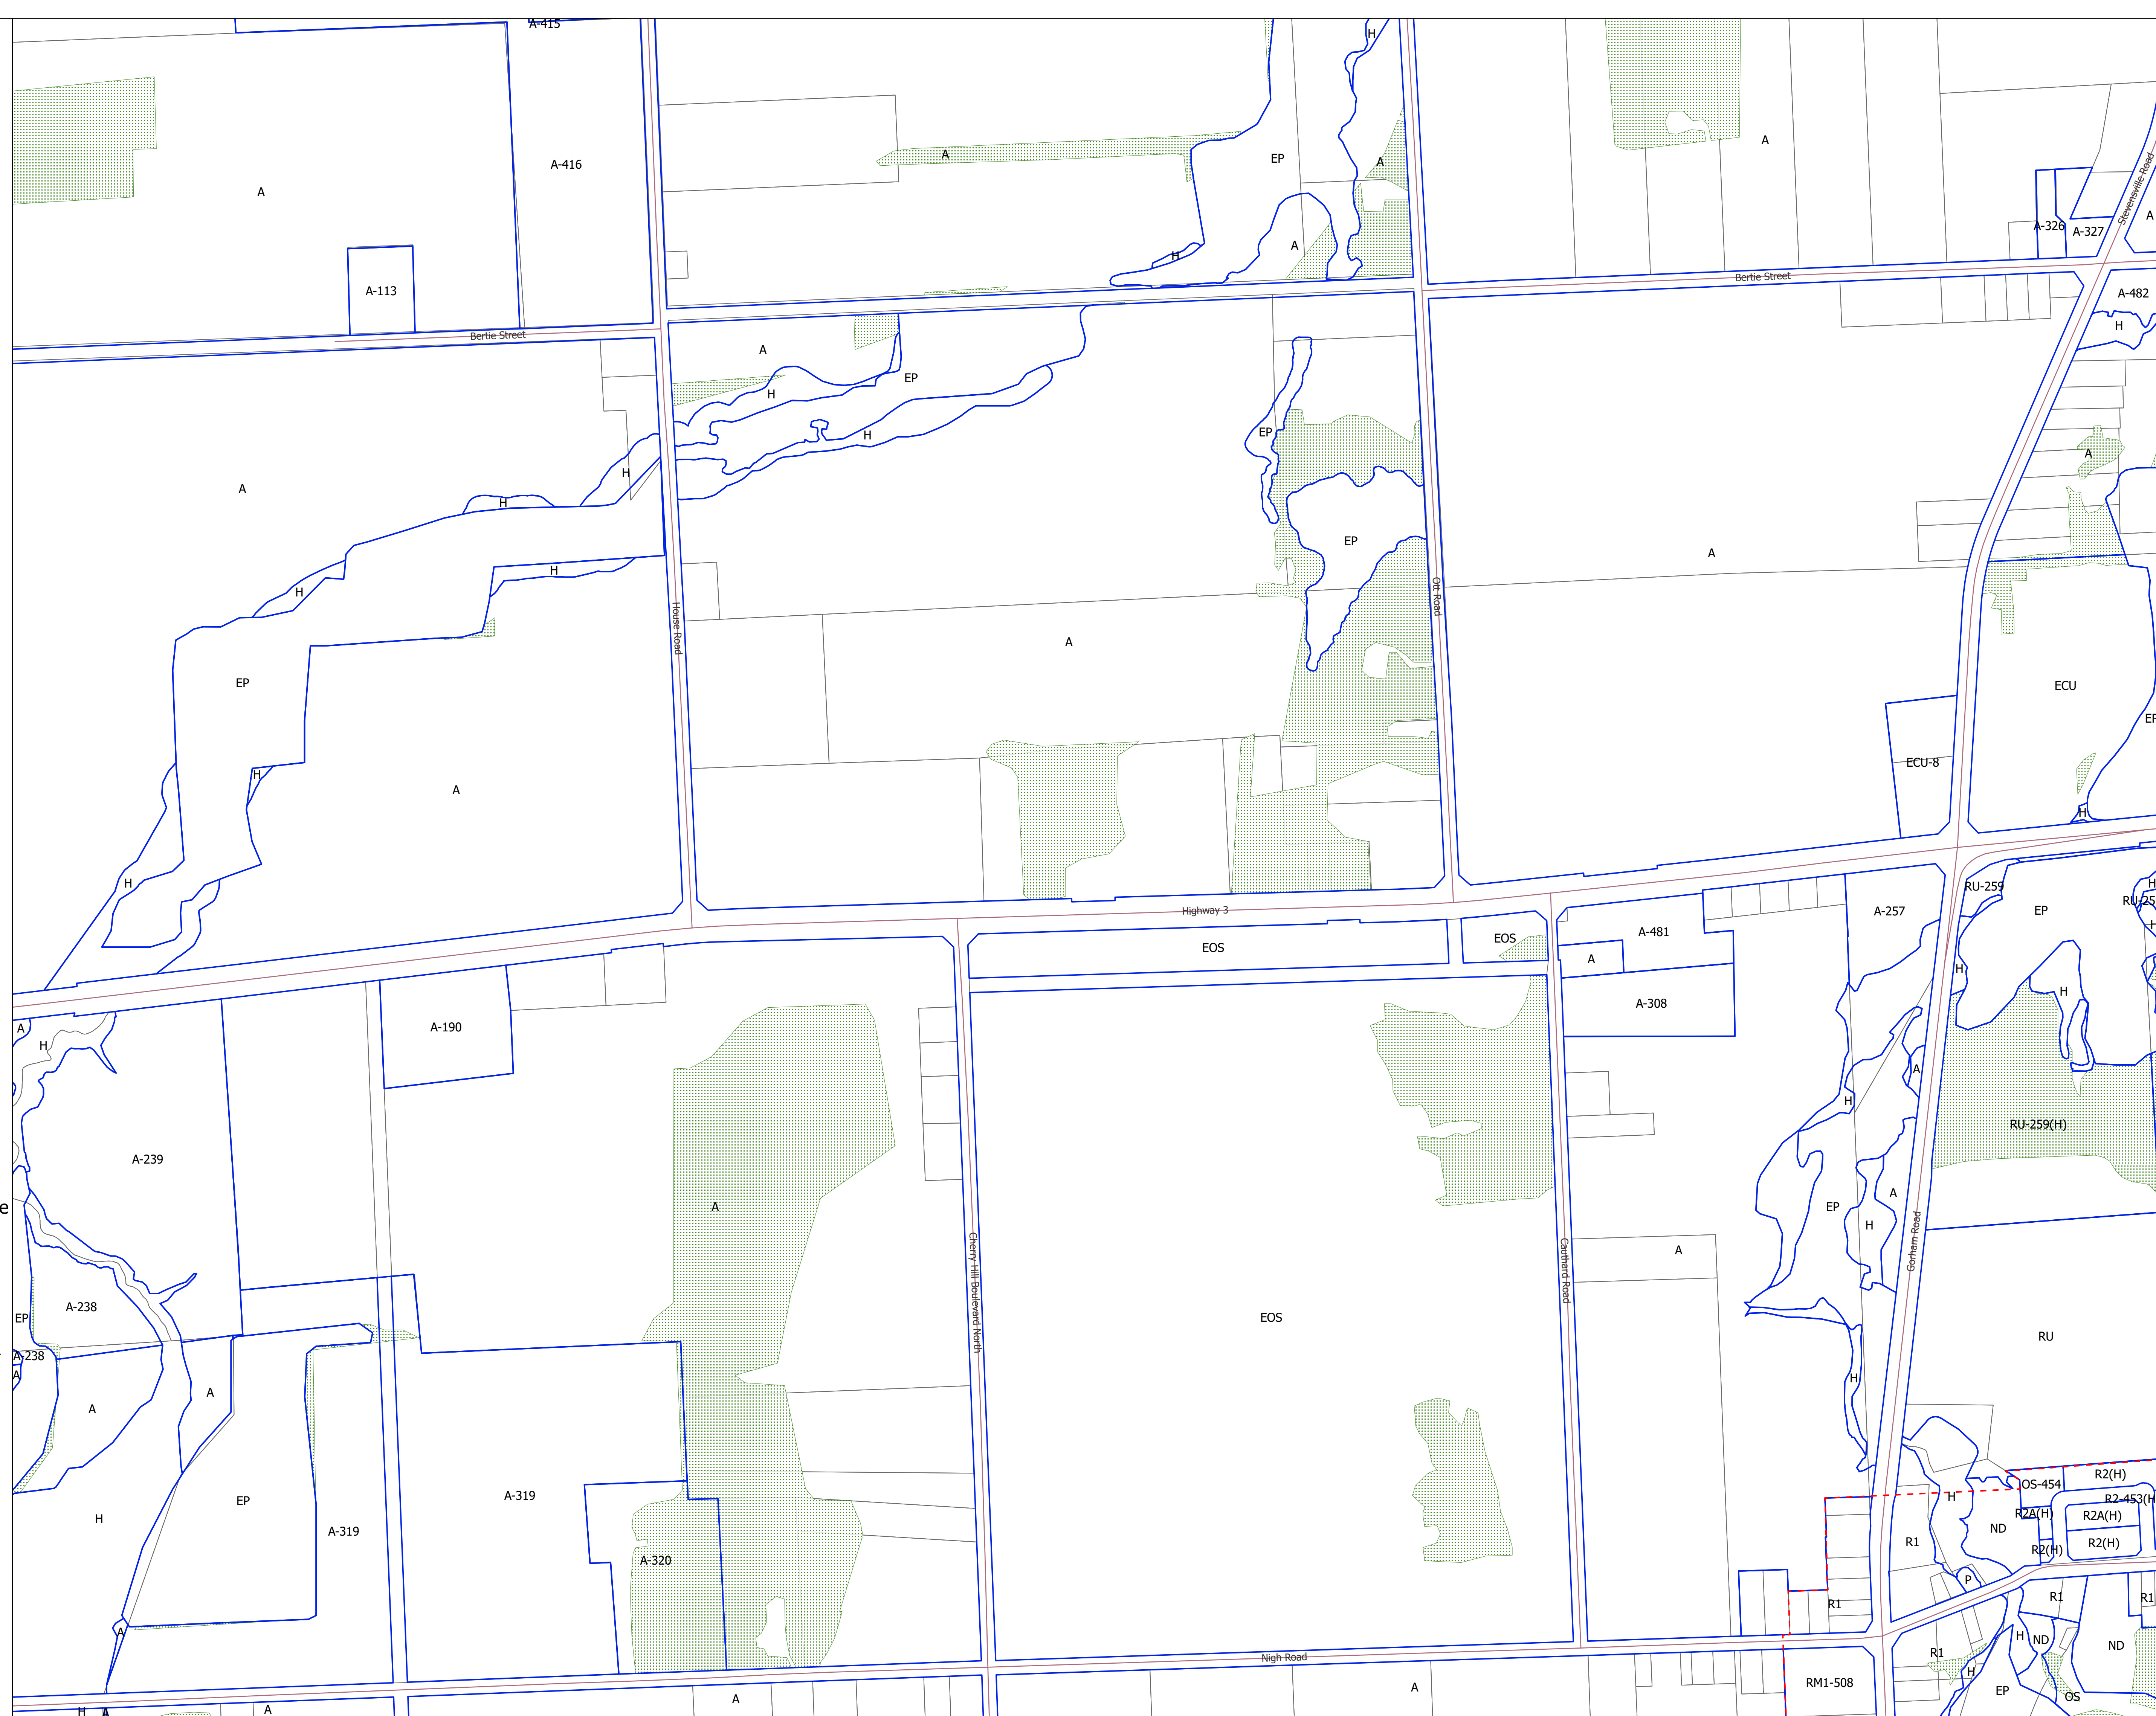 A-415
H
A-416
A
A
EP
A
A
A
Stevensville Road
A-326
A-327
A
A
H
Bertie Street
A-113
A-482
H
Bertie Street
A
EP
H
H
EP
A
H
A
H
EP
A
H
H
House Road
Ott Road
A
EP
ECU
EP
H
A
ECU-8
H
H
RU-259
Highway 3
A-257
EP
H
A-481
EOS
EOS
A
H
H
H
A-308
A-190
A
H
A
H
RU-259(H)
A-239
e
A
A
EP
H
Gorham Road
Cherry Hill Boulevard North
Cauthard Road
A
A-238
EP
EOS
RU
A-238
A
H
A
A
R2(H)
OS-454
A-319
EP
H
R2-453(H
R2A(H)
R2A(H)
H
ND
A-319
R1
R2(H)
R2(H)
A-320
P
R1
R1
R1
A
H
ND
ND
R1
Nigh Road
H
RM1-508
A
EP
OS
A
A
H
A